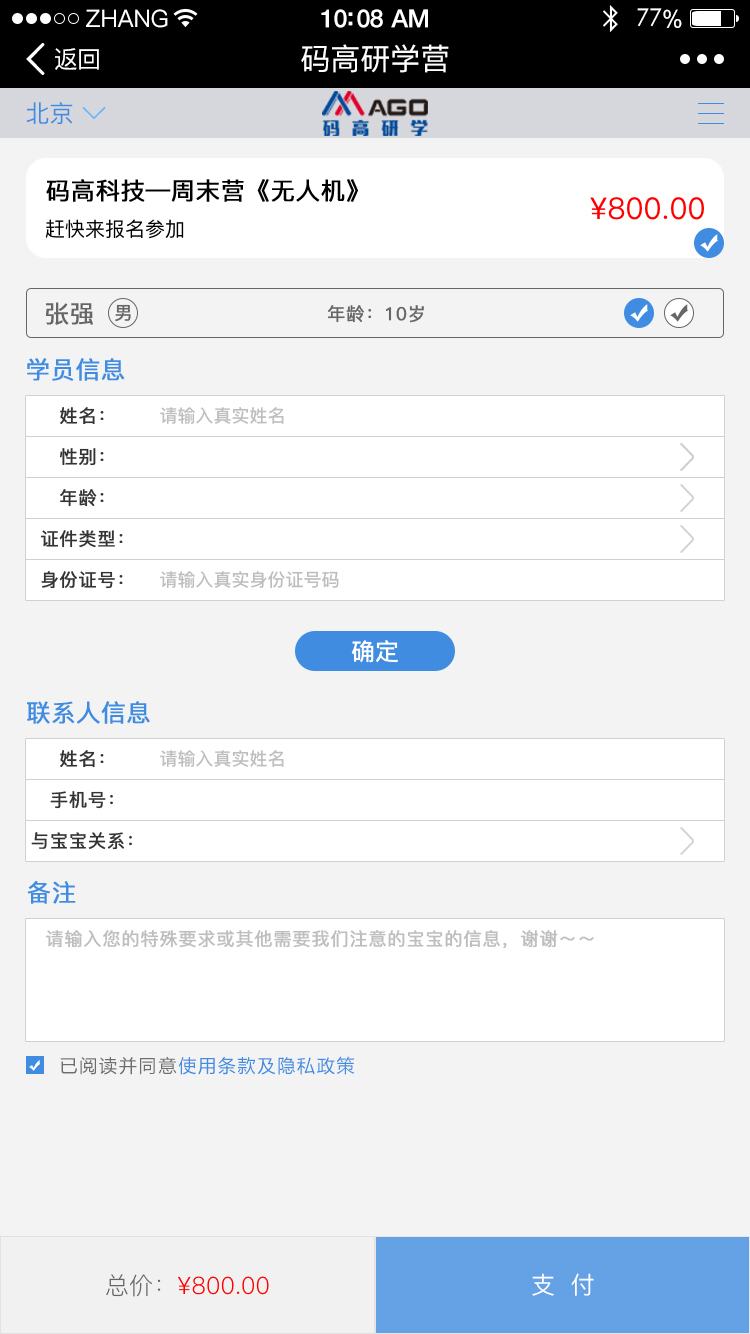 ZHANG 10:08 AM 77%
返回 码高研学营
北京 MAGO
码高研学
码高科技—周末营《无人机》
¥800.00
赶快来报名参加
张强 男 年龄：10岁
学员信息
姓名： 请输入真实姓名
性别：
年龄：
证件类型：
身份证号： 请输入真实身份证号码
确定
联系人信息
姓名： 请输入真实姓名
手机号：
与宝宝关系：
备注
请输入您的特殊要求或其他需要我们注意的宝宝的信息，谢谢～～
已阅读并同意使用条款及隐私政策
总价：¥800.00 支 付